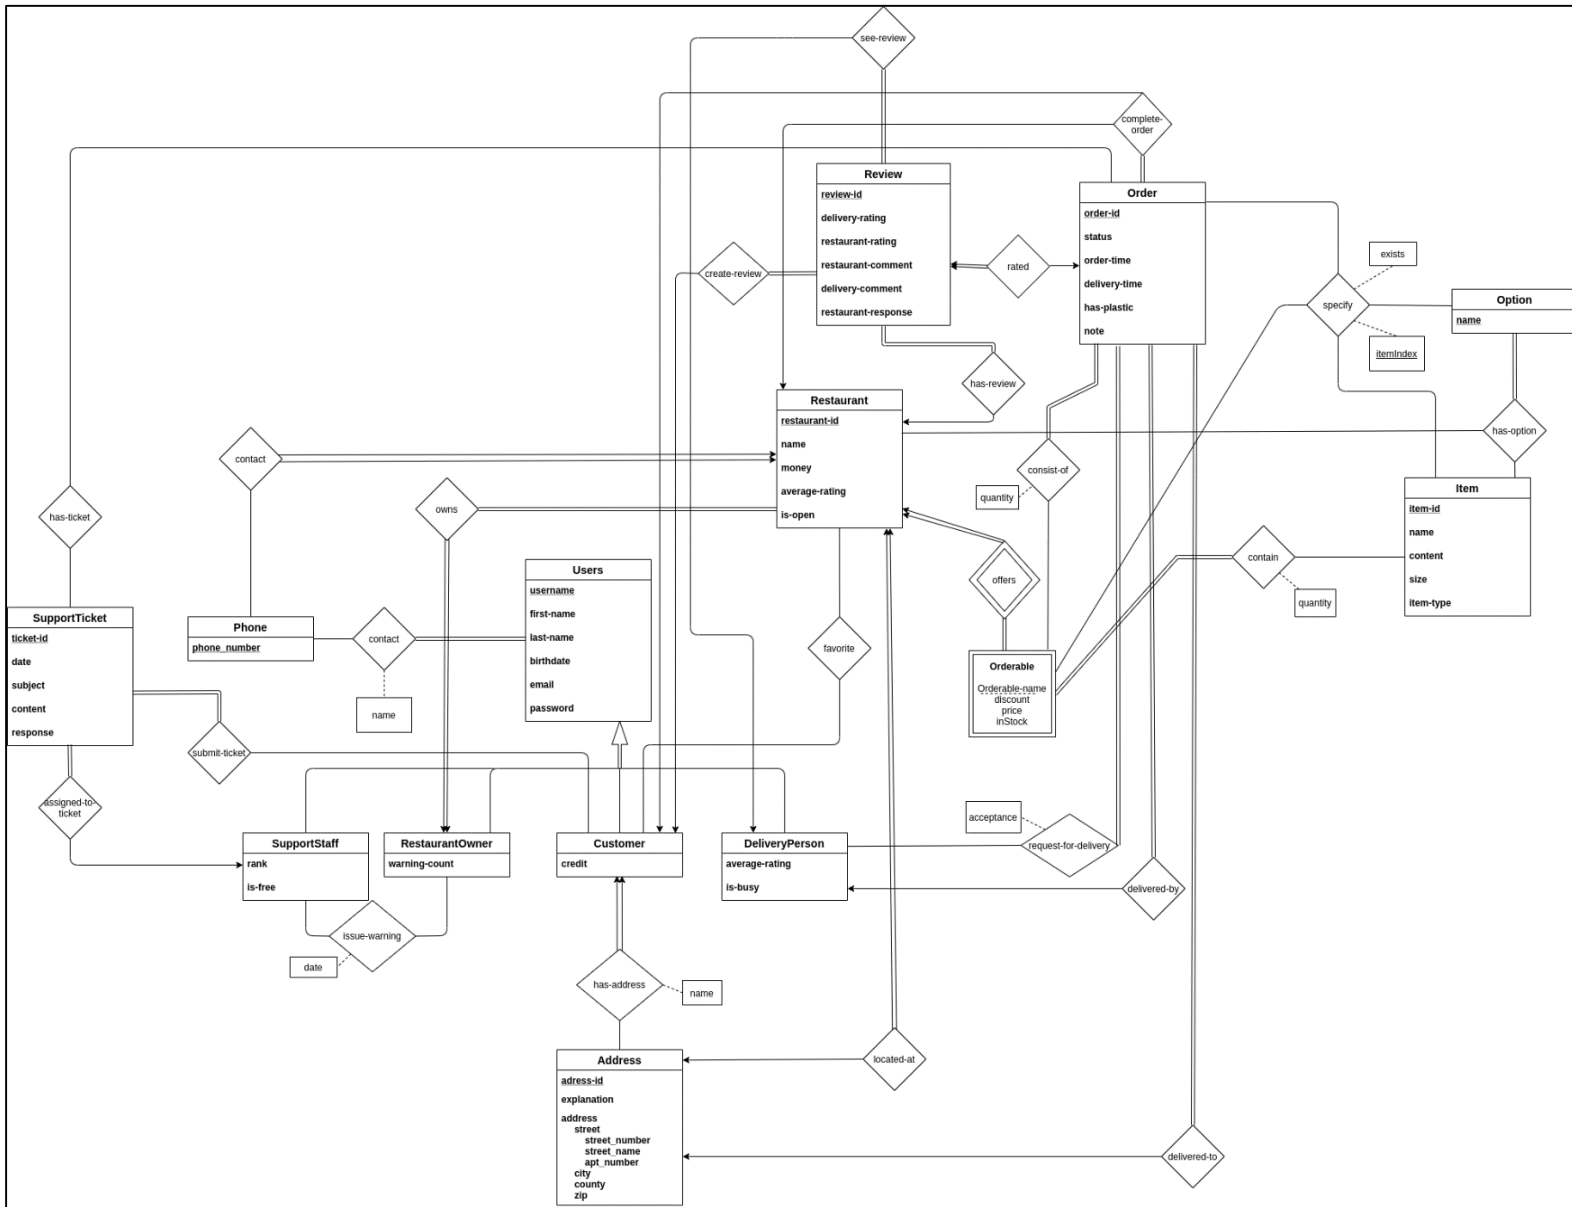 see-review
complete-
order
Review
review-id
delivery-rating
restaurant-rating
restaurant-comment
delivery-comment
restaurant-response
Order
order-id
status
order-time
delivery-time
has-plastic
note
create-review
rated
exists
specify
itemIndex
Option
name
has-review
Restaurant
restaurant-id
name
money
average-rating
is-open
has-option
contact
consist-of
quantity
Item
item-id
name
content
size
item-type
has-ticket
owns
contain
quantity
offers
Users
username
first-name
last-name
birthdate
email
password
SupportTicket
ticket-id
date
subject
content
response
Phone
phone_number
contact
name
favorite
Orderable
Orderable-name
discount
price
inStock
submit-ticket
assigned-to-
ticket
SupportStaff
rank
is-free
RestaurantOwner
warning-count
Customer
credit
DeliveryPerson
average-rating
is-busy
acceptance
request-for-delivery
delivered-by
issue-warning
date
has-address
name
located-at
Address
adress-id
explanation
address
street
street_number
street_name
apt_number
city
county
zip
delivered-to